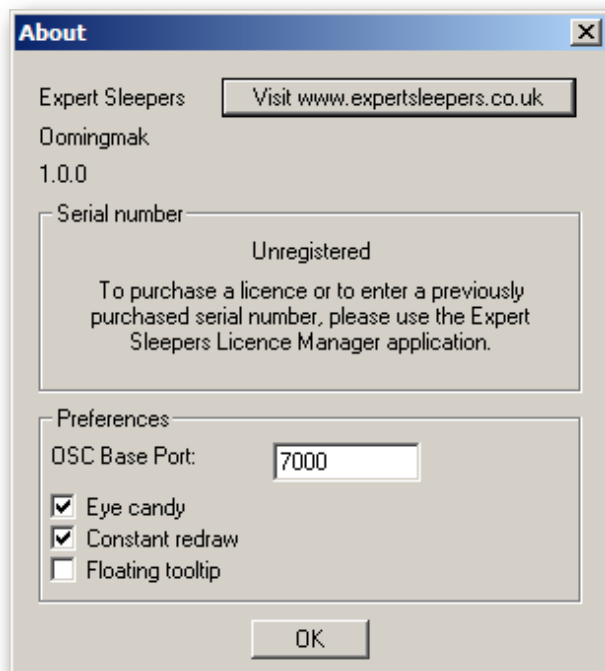 About
Expert Sleepers
Visit www.expertsleepers.co.uk
Oomingmak
1.0.0
Serial number
Unregistered
To purchase a licence or to enter a previously
purchased serial number, please use the Expert
Sleepers Licence Manager application.
Preferences
OSC Base Port:
7000
Eye candy
Constant redraw
Floating tooltip
OK